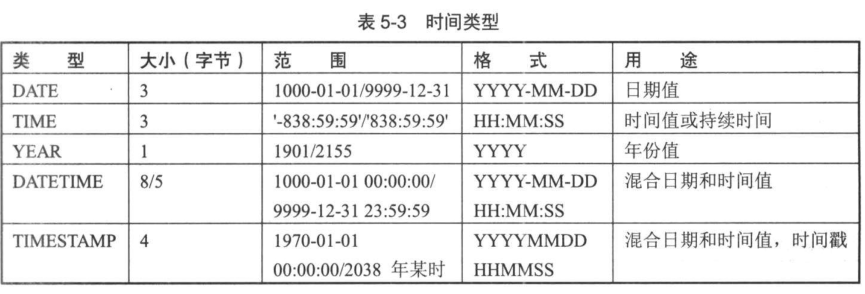 表 5-3 时间类型
类 型 大小（字节） 范 围 格 式 用 途
DATE 3 1000-01-01/9999-12-31 YYYY-MM-DD 日期值
TIME 3 '-838:59:59'/'838:59:59' HH:MM:SS 时间值或持续时间
YEAR 1 1901/2155 YYYY 年份值
DATETIME 8/5 1000-01-01 00:00:00/ YYYY-MM-DD 混合日期和时间值
9999-12-31 23:59:59 HH:MM:SS
TIMESTAMP 4 1970-01-01 YYYYMMDD 混合日期和时间值，时间戳
00:00:00/2038 年某时 HHMMSS